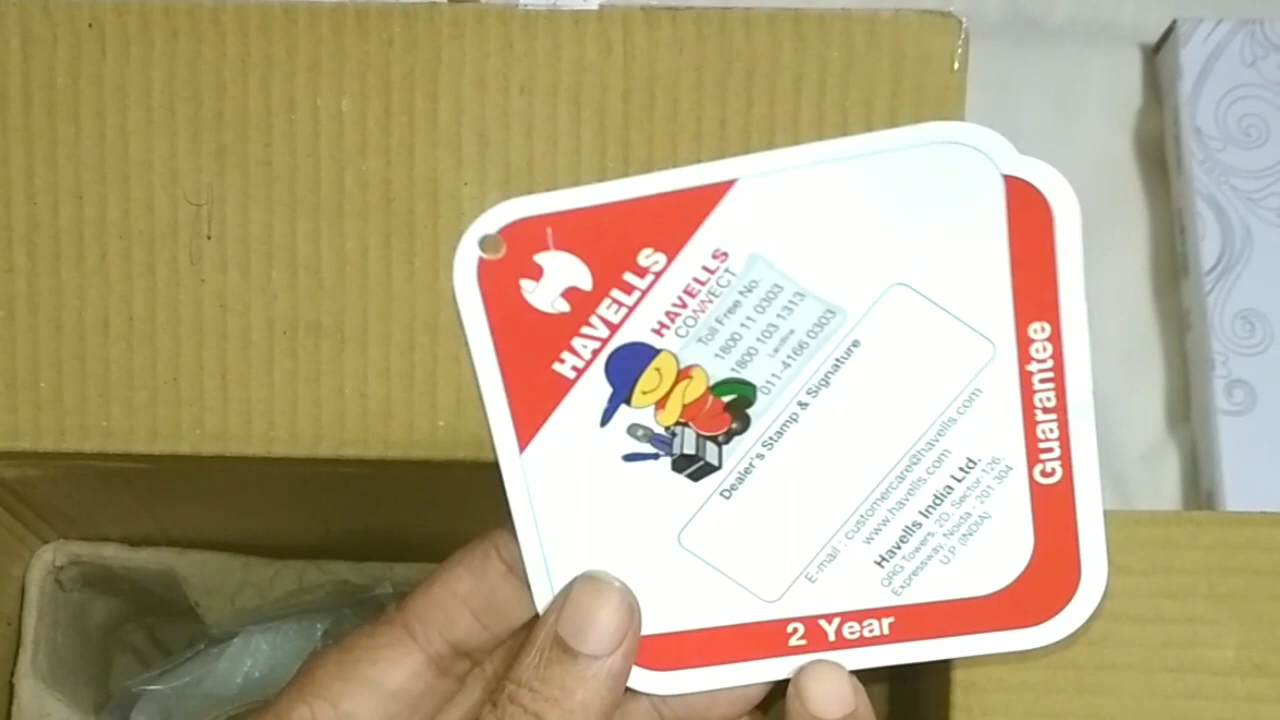 HAVELLS
HAVELLS
CONNECT
Toll Free No.
1800 11 0303
1800 103 1313
Landline
011-4166 0303
Dealer's Stamp & Signature
E-mail : customercare@havells.com
www.havells.com
Havells India Ltd.
QRG Towers, 2D, Sector-126,
Expressway, Noida - 201 304
U.P (INDIA)
Guarantee
2 Year